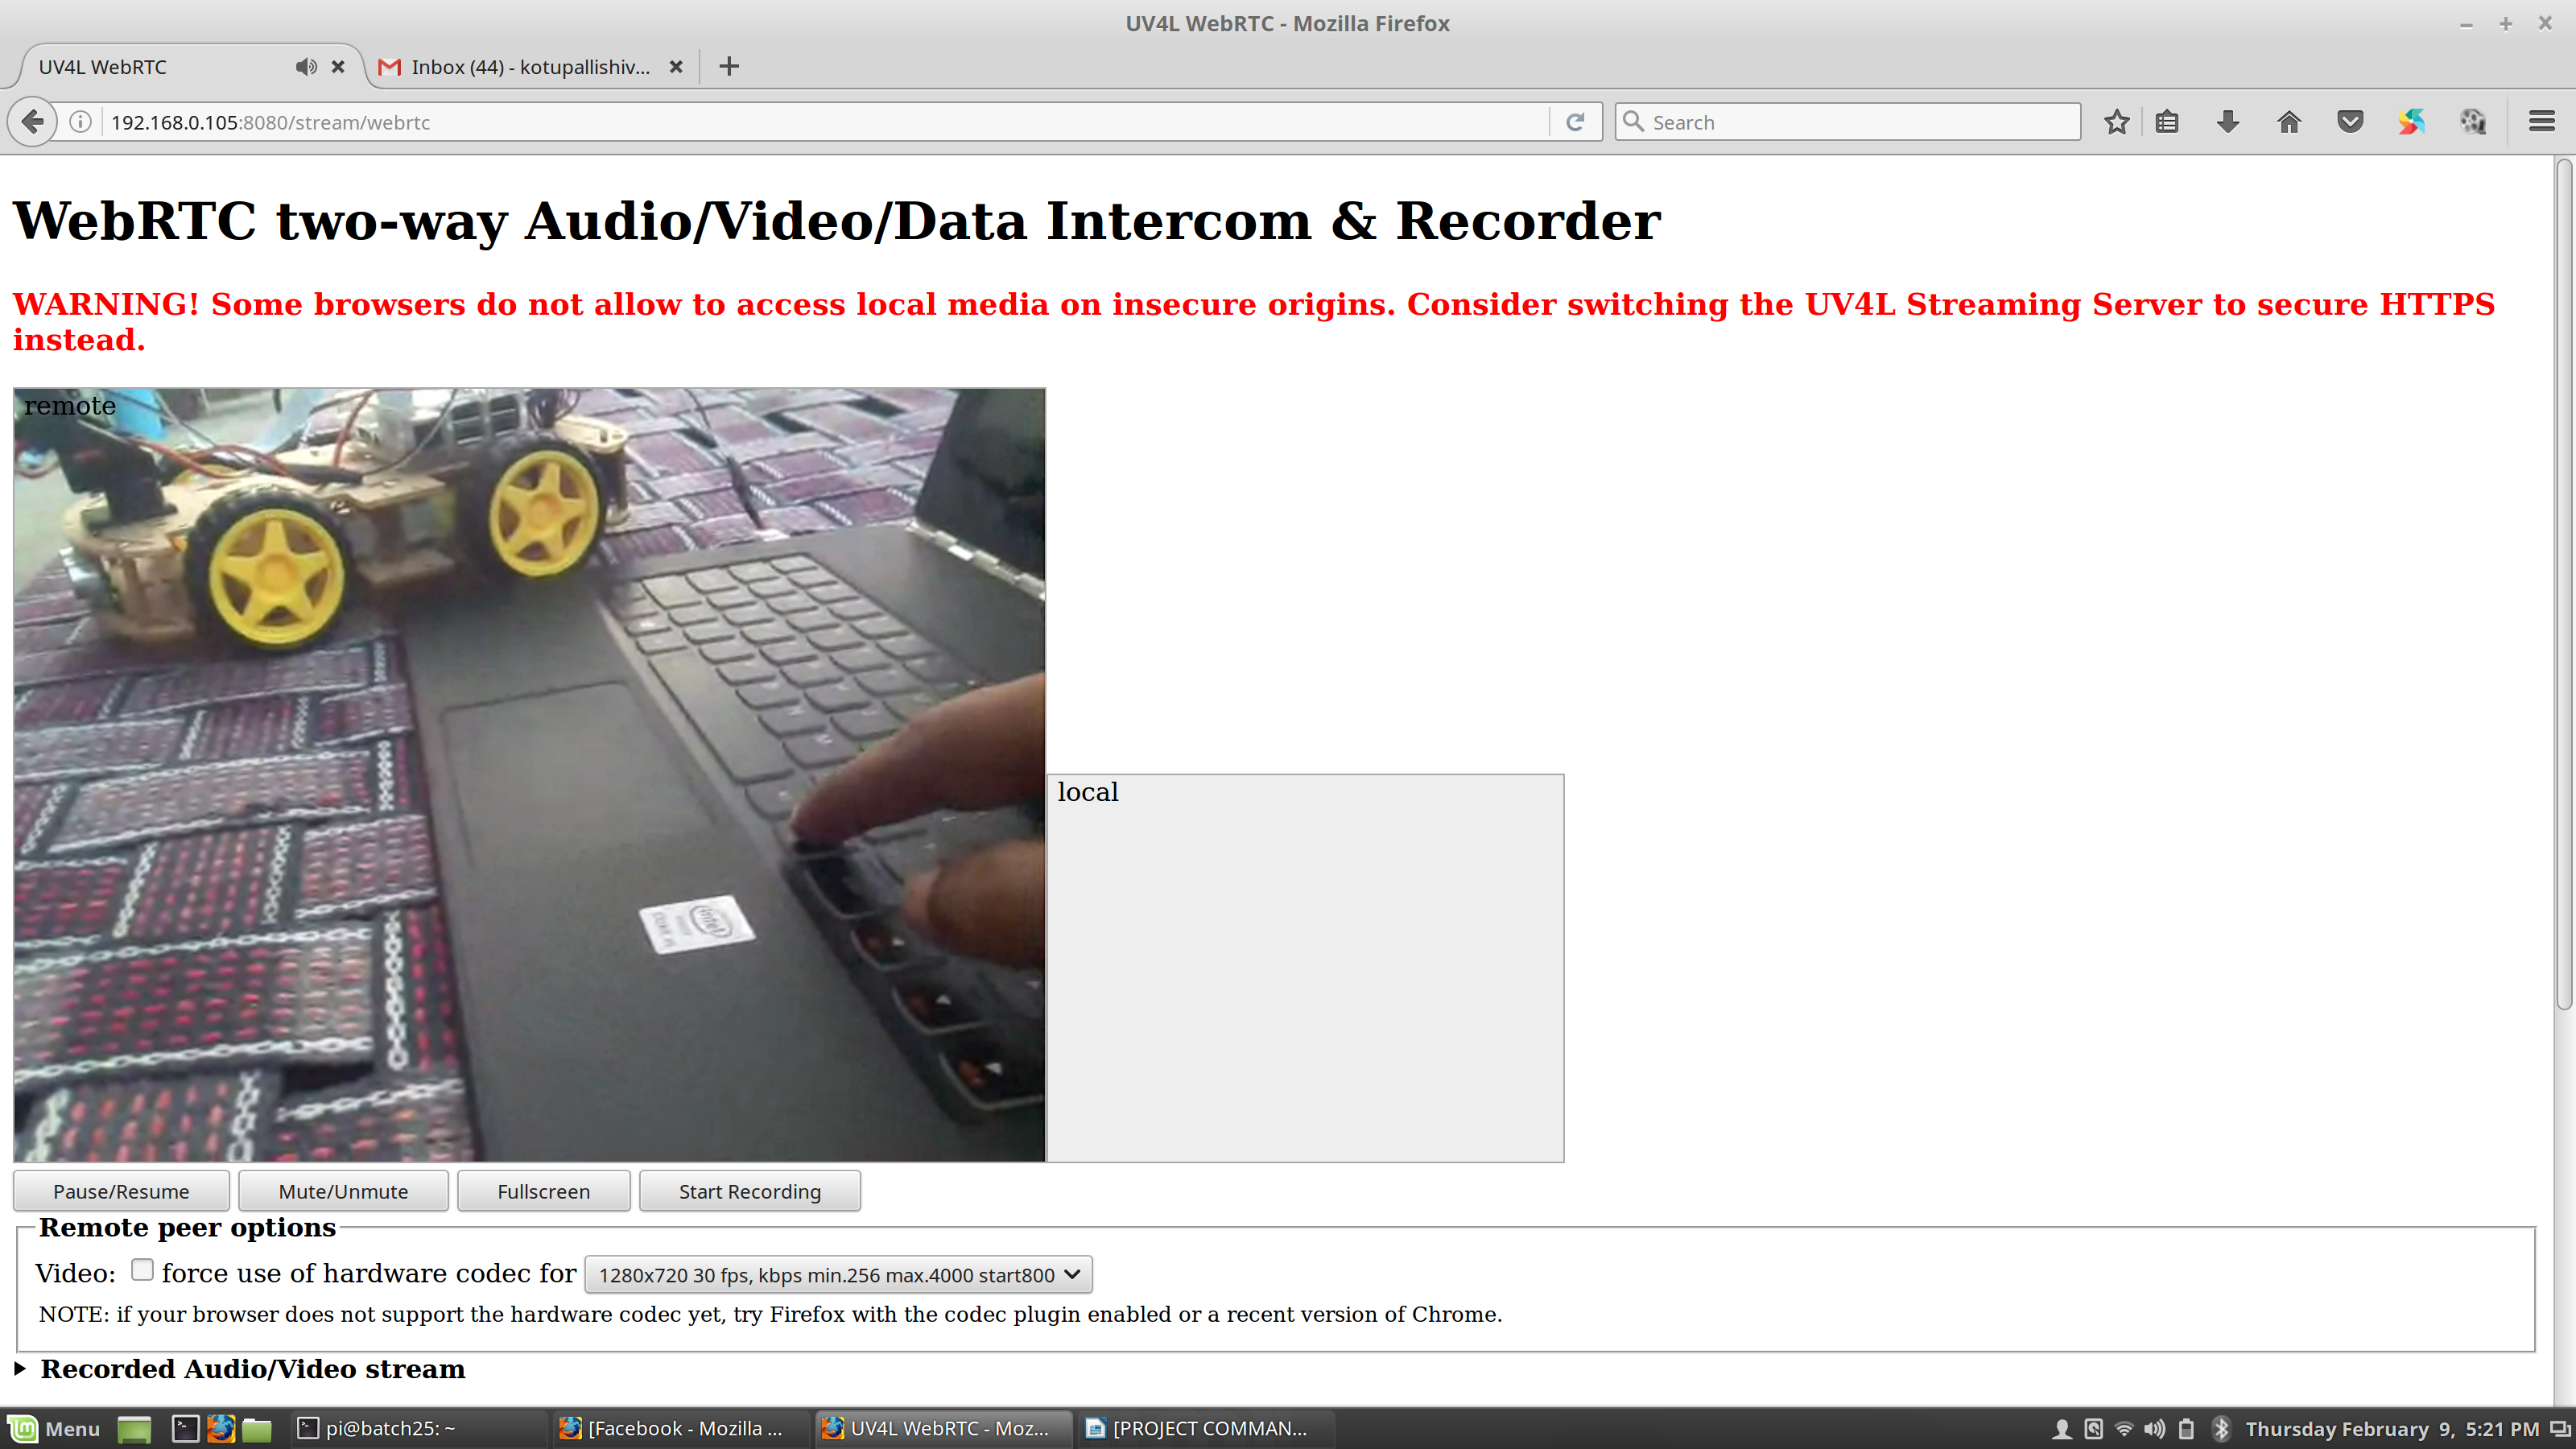 UV4L WebRTC - Mozilla Firefox
UV4L WebRTC
Inbox (44) - kotupallishiv...
192.168.0.105:8080/stream/webrtc
Search
WebRTC two-way Audio/Video/Data Intercom & Recorder
WARNING! Some browsers do not allow to access local media on insecure origins. Consider switching the UV4L Streaming Server to secure HTTPS
instead.
remote
intel
local
Pause/Resume
Mute/Unmute
Fullscreen
Start Recording
Remote peer options
Video: force use of hardware codec for 1280x720 30 fps, kbps min.256 max.4000 start800
NOTE: if your browser does not support the hardware codec yet, try Firefox with the codec plugin enabled or a recent version of Chrome.
Recorded Audio/Video stream
Menu
pi@batch25: ~
[Facebook - Mozilla ...
UV4L WebRTC - Moz...
[PROJECT COMMAN...
Thursday February 9, 5:21 PM